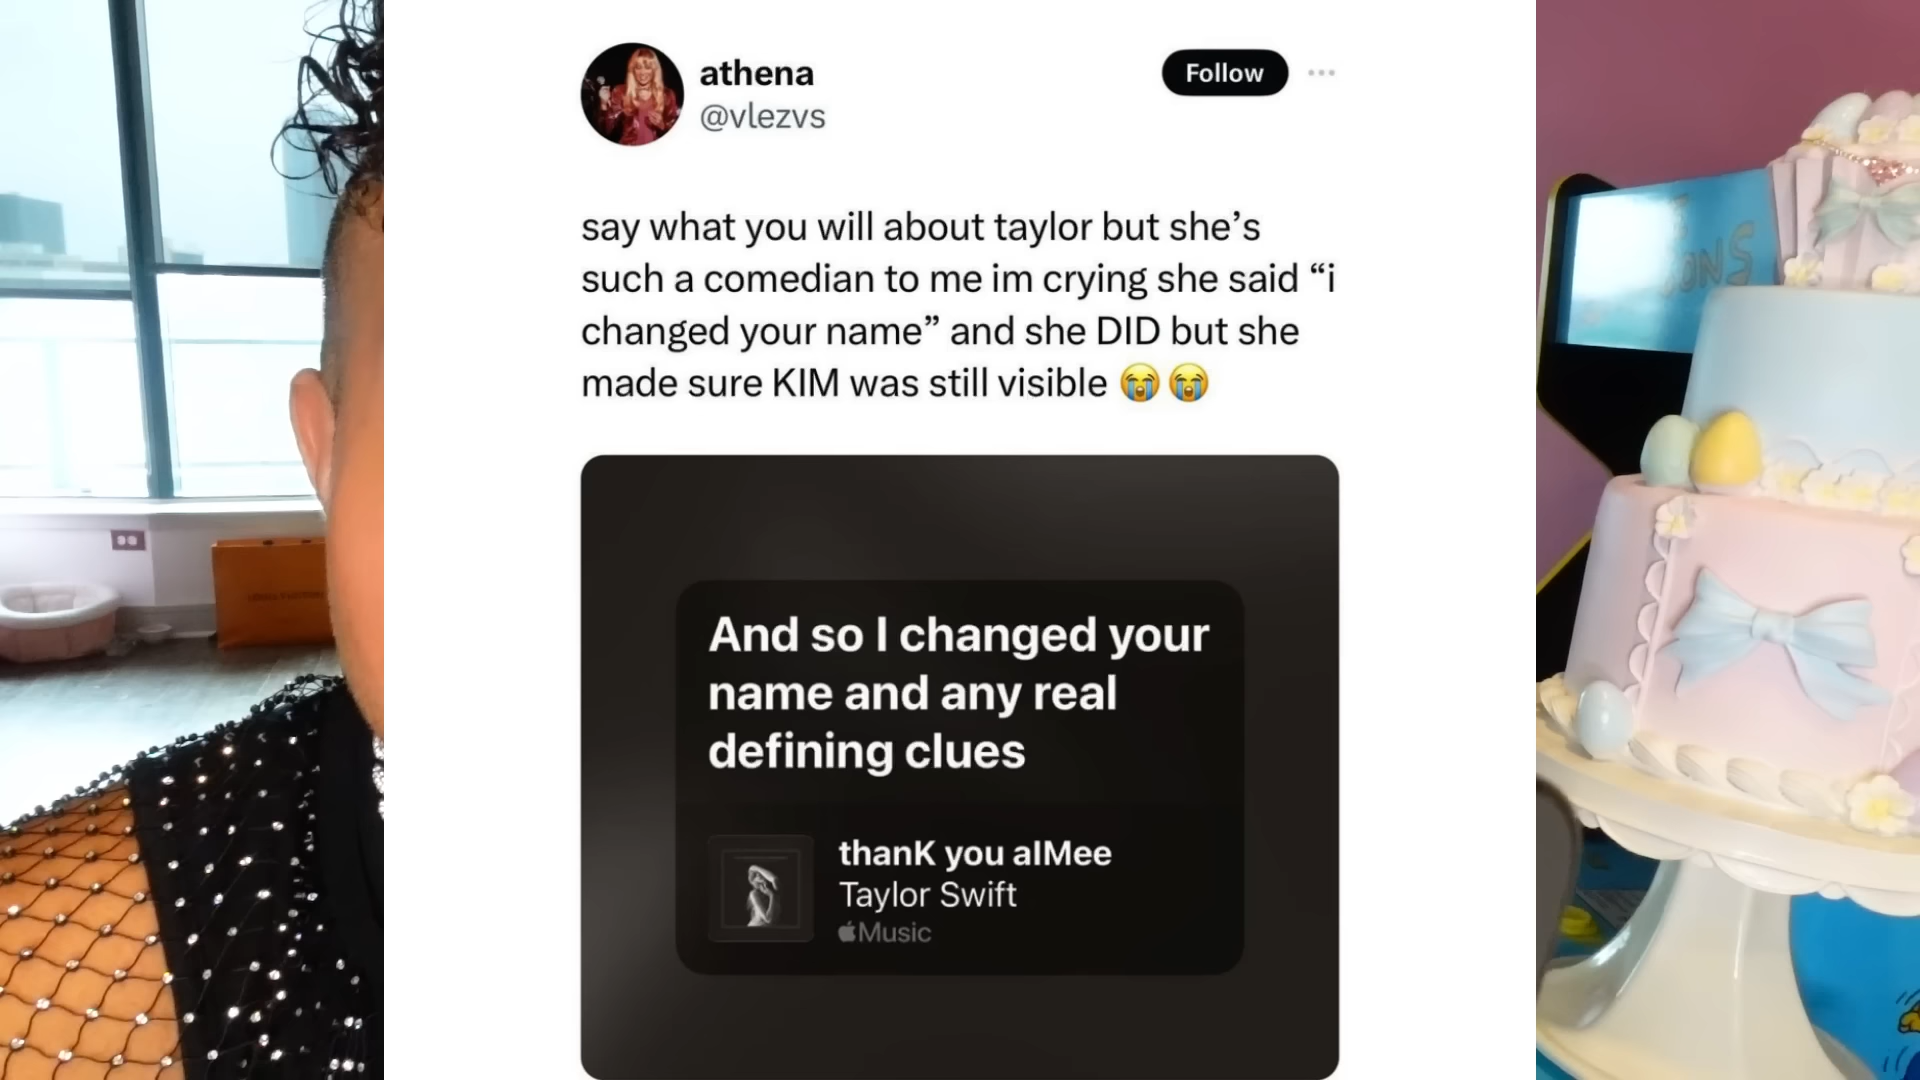 athena
@vlezvs
Follow
say what you will about taylor but she’s
such a comedian to me im crying she said “i
changed your name” and she DID but she
made sure KIM was still visible 😭😭
And so I changed your
name and any real
defining clues
thanK you aIMee
Taylor Swift
Music